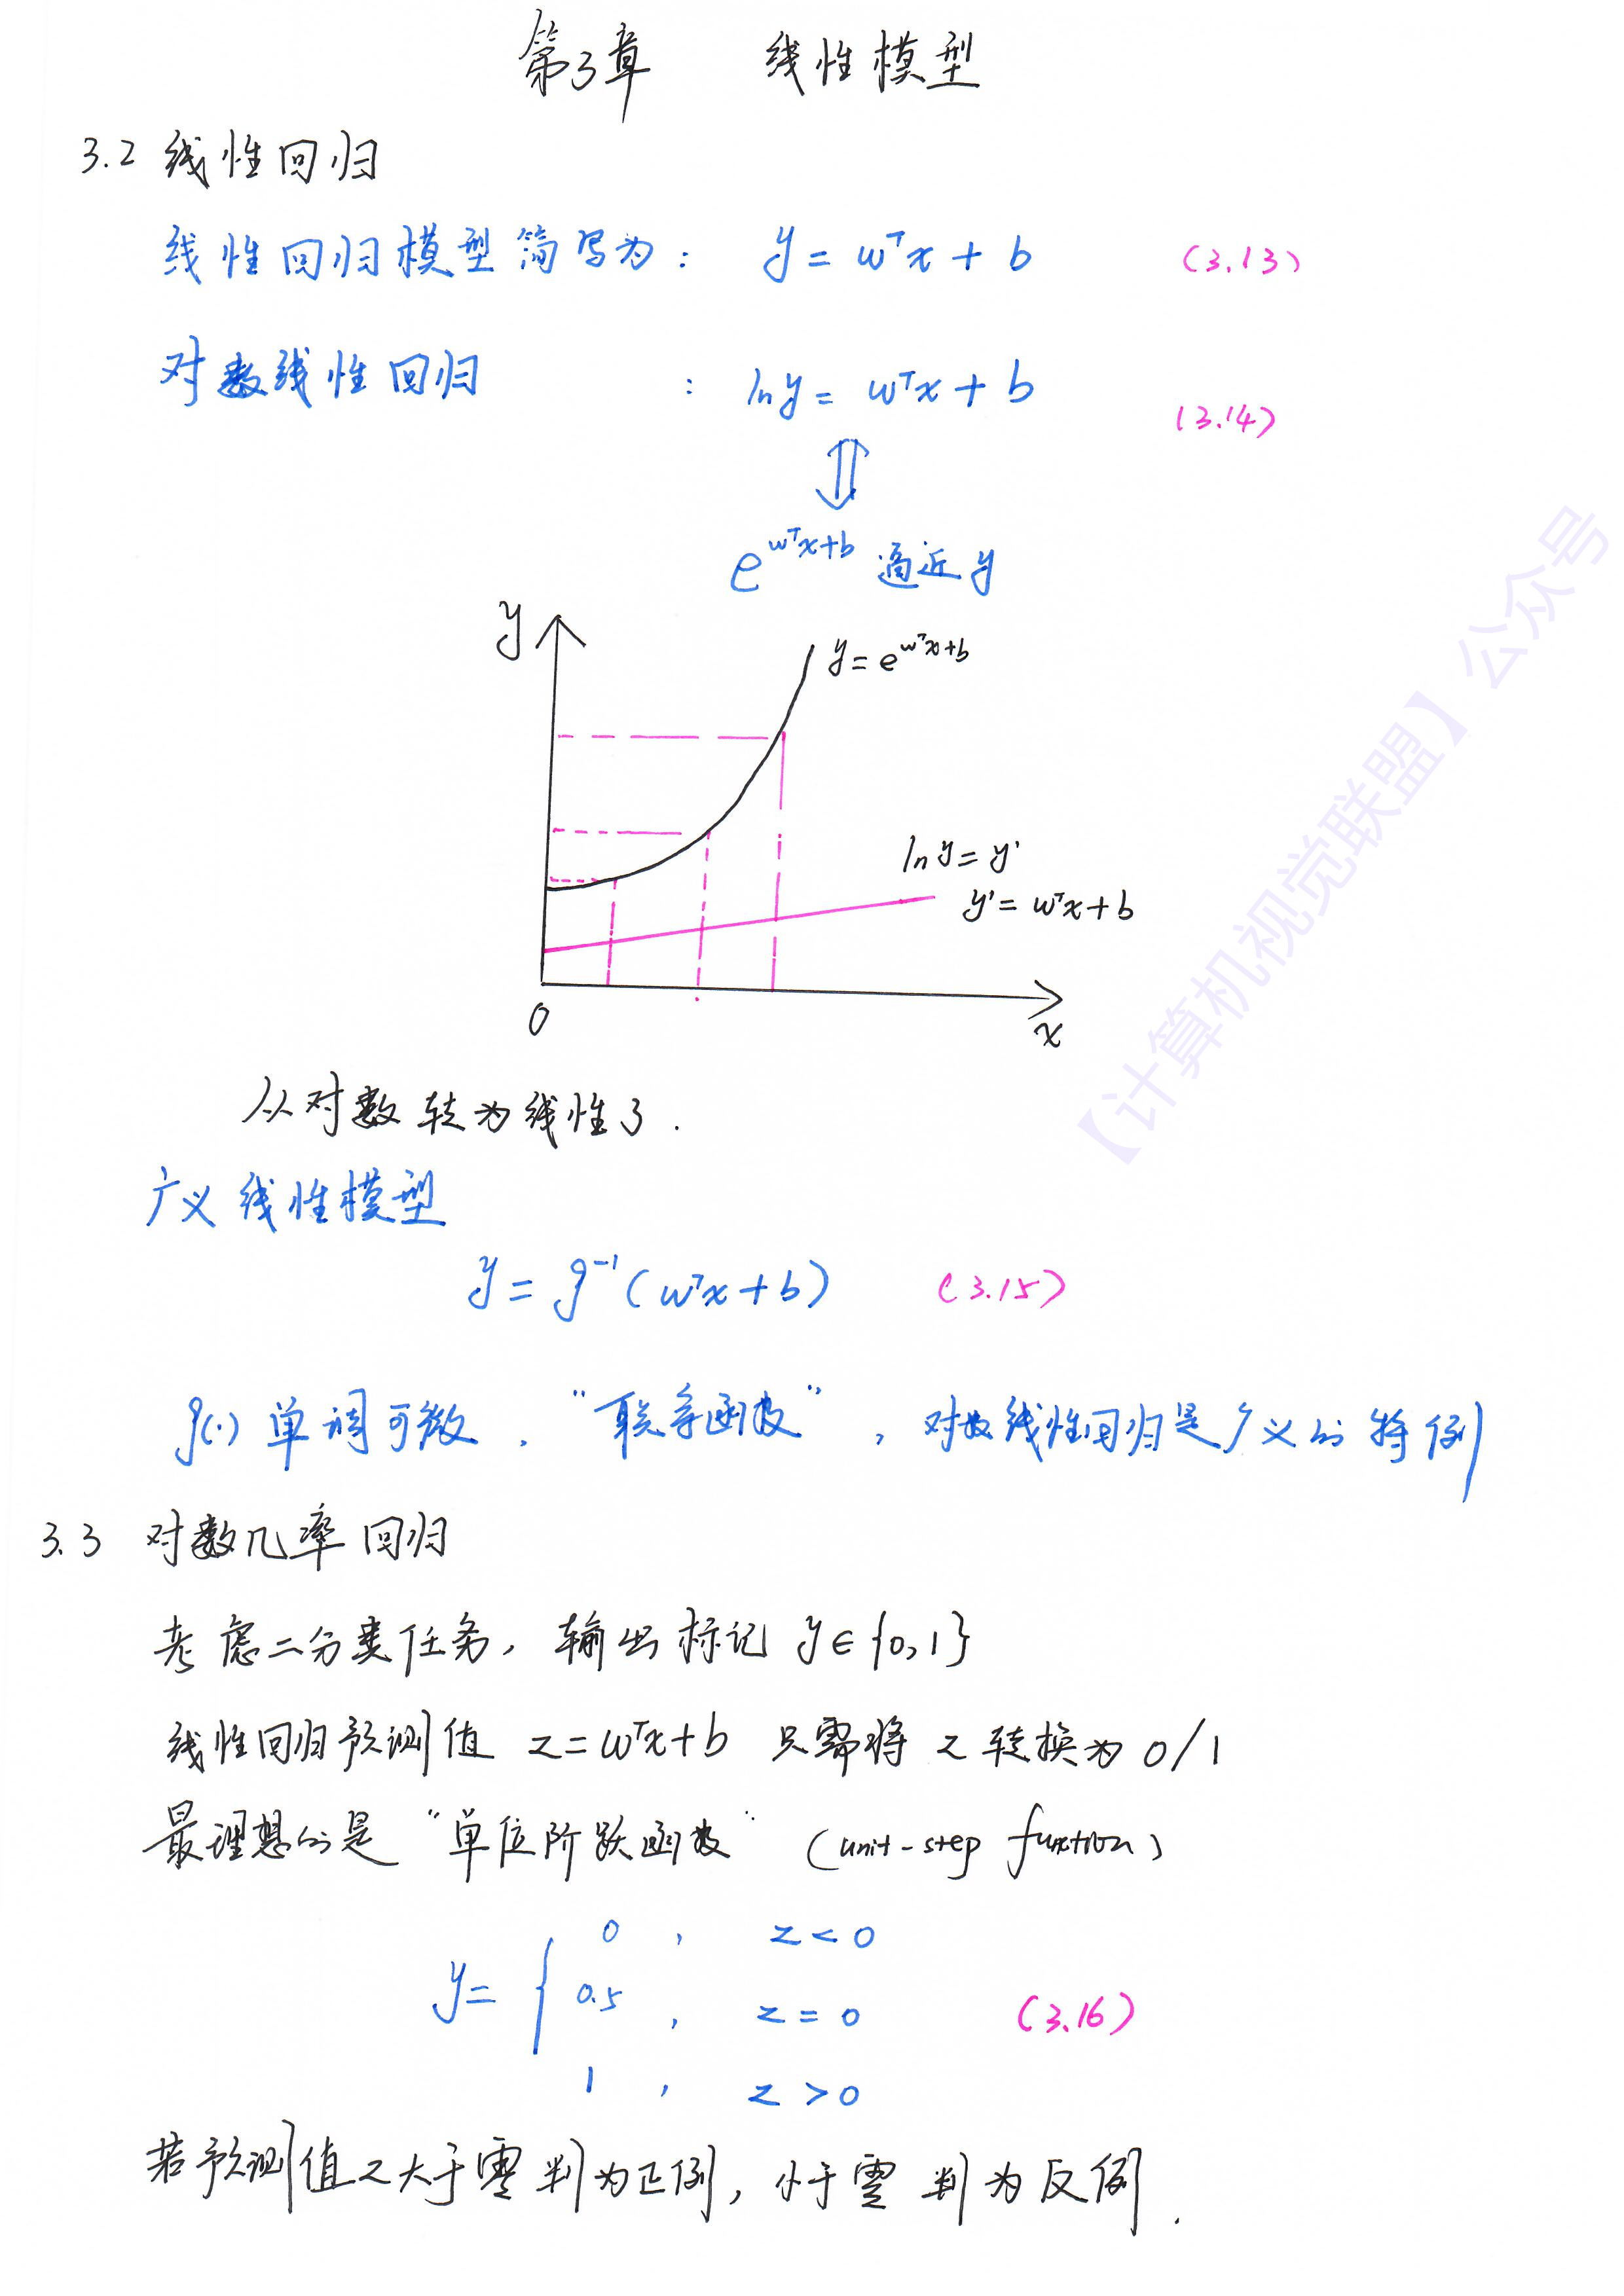 第3章 线性模型
3.2 线性回归
线性回归模型简写为: y = wᵀx + b (3.13)
对数线性回归 : ln y = wᵀx + b (3.14)
⇕
e^{wᵀx+b} 逼近 y
y
y = e^{wᵀx+b}
ln y = y'
y' = wᵀx + b
0
x
从对数转为线性了.
广义线性模型
y = g⁻¹(wᵀx + b) (3.15)
g(·) 单调可微, “联系函数”, 对数线性回归是广义的特例
3.3 对数几率回归
考虑二分类任务, 输出标记 y∈{0,1}
线性回归预测值 z = wᵀx + b 只需将 z 转换为 0/1
最理想的是 “单位阶跃函数” (unit-step function)
0 , z < 0
y = { 0.5 , z = 0 (3.16)
1 , z > 0
若预测值 z 大于零判为正例, 小于零判为反例.
【计算机视觉联盟】公众号